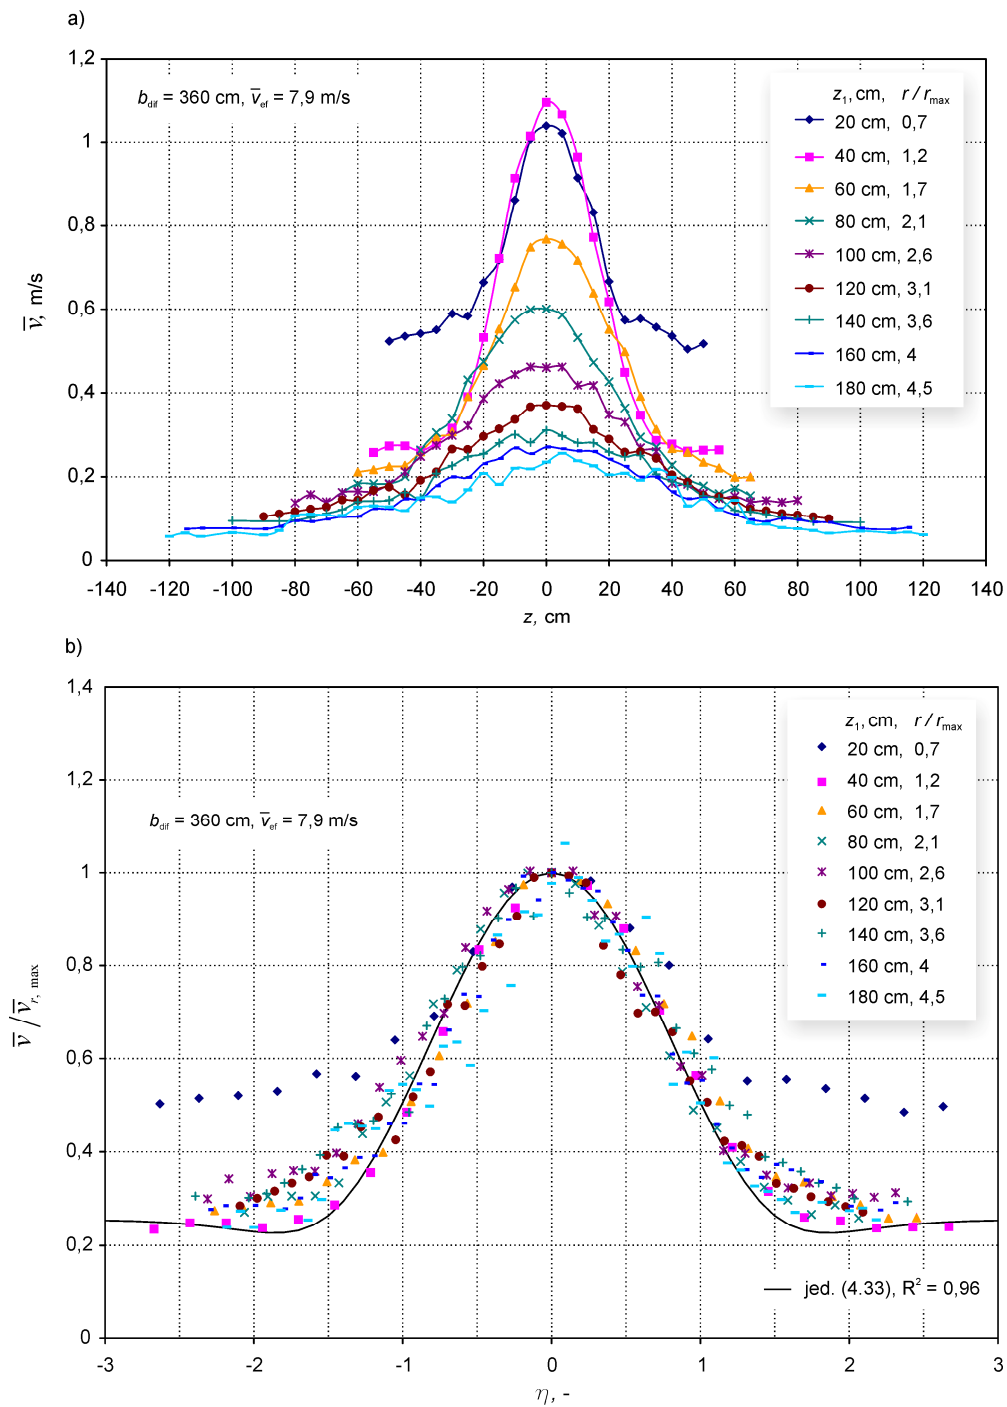 a)
1,2
1
0,8
0,6
0,4
0,2
0
v̅, m/s
b_dif = 360 cm, v̅_ef = 7,9 m/s
z₁, cm, r / r_max
20 cm, 0,7
40 cm, 1,2
60 cm, 1,7
80 cm, 2,1
100 cm, 2,6
120 cm, 3,1
140 cm, 3,6
160 cm, 4
180 cm, 4,5
-140 -120 -100 -80 -60 -40 -20 0 20 40 60 80 100 120 140
z, cm
b)
1,4
1,2
1
0,8
0,6
0,4
0,2
0
v̅ / v̅_r, max
b_dif = 360 cm, v̅_ef = 7,9 m/s
z₁, cm, r / r_max
20 cm, 0,7
40 cm, 1,2
60 cm, 1,7
80 cm, 2,1
100 cm, 2,6
120 cm, 3,1
140 cm, 3,6
160 cm, 4
180 cm, 4,5
jed. (4.33), R² = 0,96
-3 -2 -1 0 1 2 3
η, -